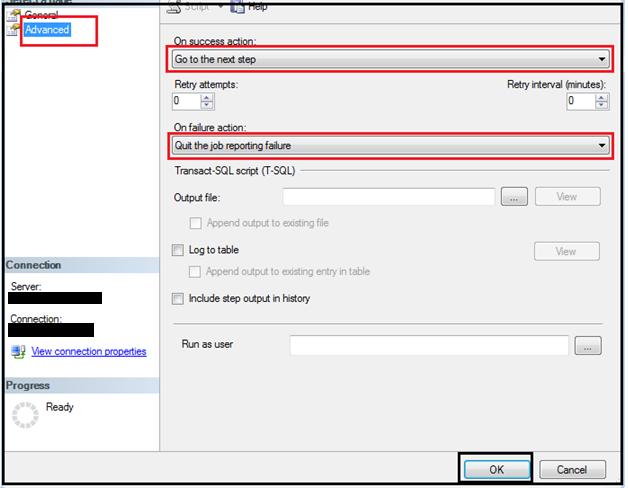 Select a page
General
Advanced
Script
Help
On success action:
Go to the next step
Retry attempts:
Retry interval (minutes):
0
0
On failure action:
Quit the job reporting failure
Transact-SQL script (T-SQL)
Output file:
...
View
Append output to existing file
Log to table
View
Append output to existing entry in table
Include step output in history
Run as user
...
Connection
Server:
Connection:
View connection properties
Progress
Ready
OK
Cancel